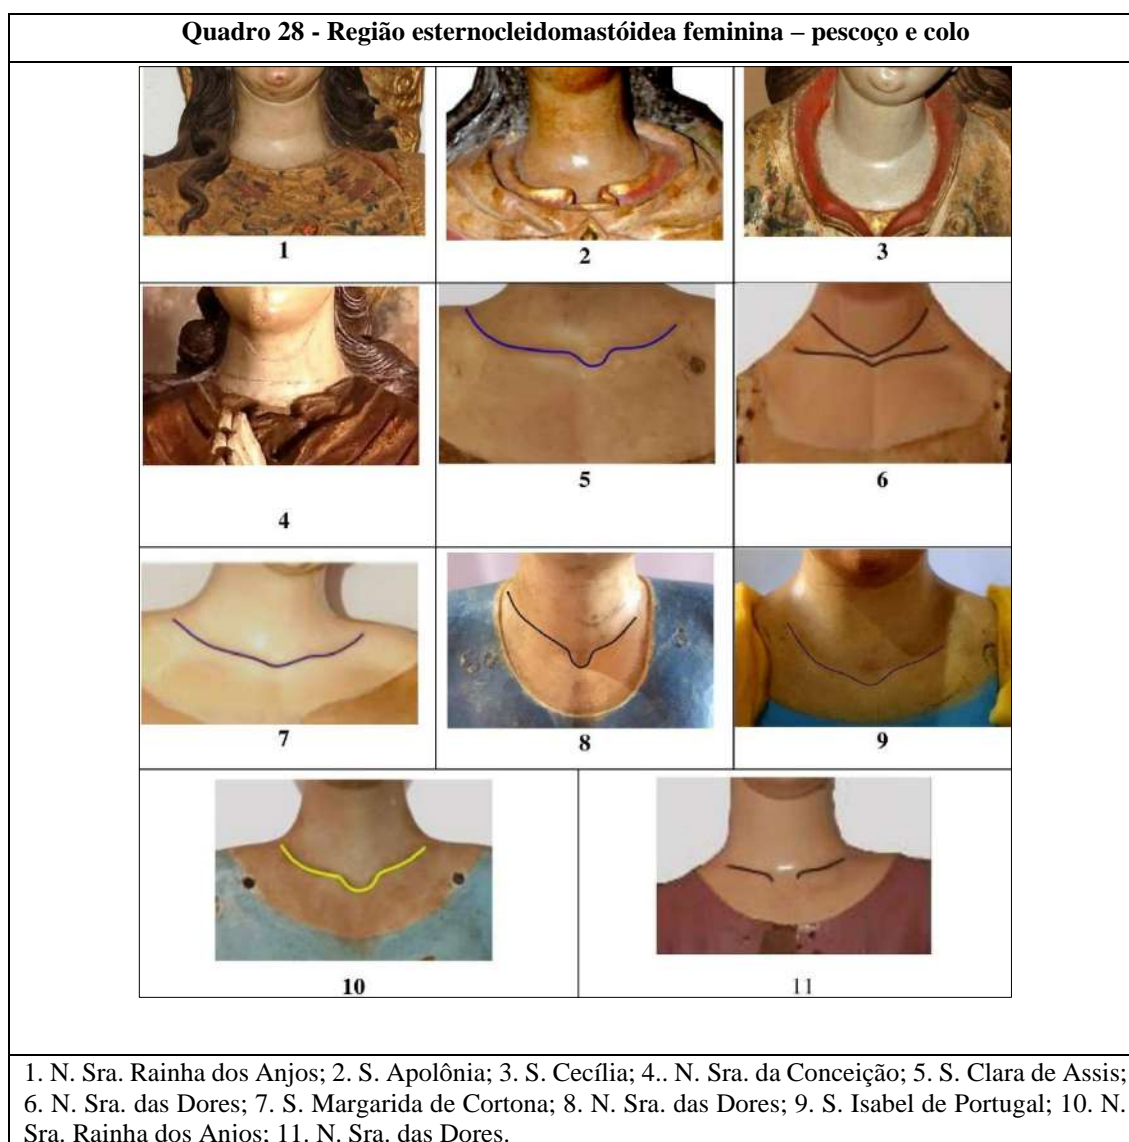 Quadro 28 - Região esternocleidomastóidea feminina – pescoço e colo
1
2
3
4
5
6
7
8
9
10
11
1. N. Sra. Rainha dos Anjos; 2. S. Apolônia; 3. S. Cecília; 4.. N. Sra. da Conceição; 5. S. Clara de Assis;
6. N. Sra. das Dores; 7. S. Margarida de Cortona; 8. N. Sra. das Dores; 9. S. Isabel de Portugal; 10. N.
Sra. Rainha dos Anjos; 11. N. Sra. das Dores.